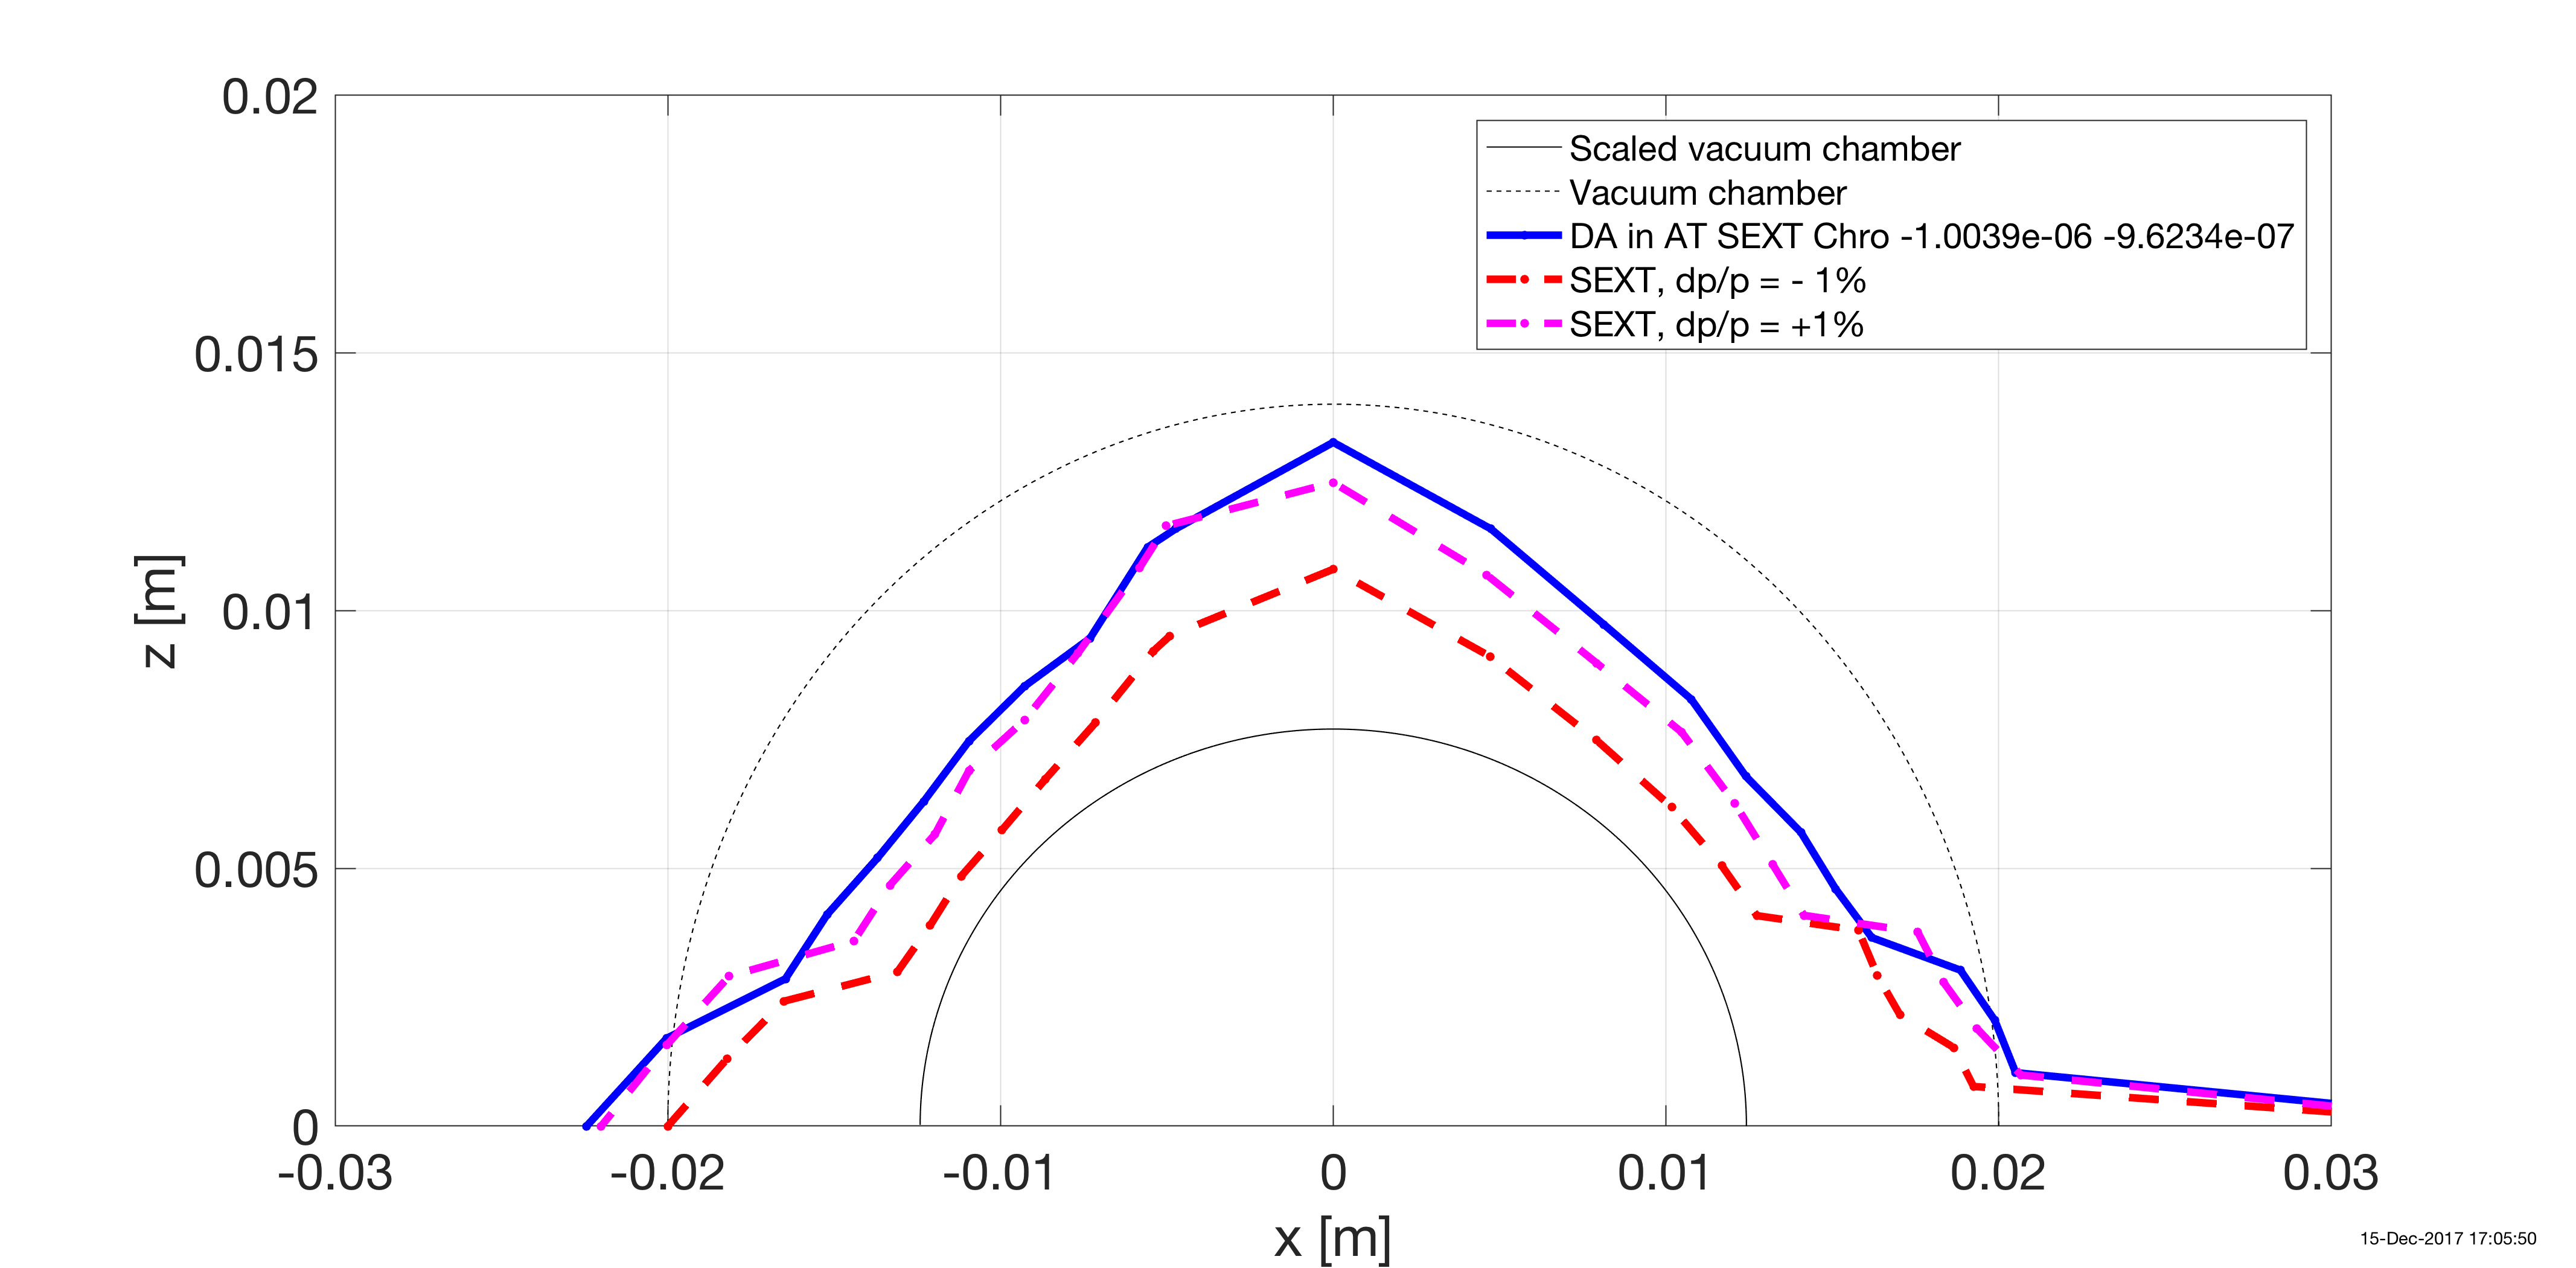 0.02
0.015
0.01
0.005
0
z [m]
Scaled vacuum chamber
Vacuum chamber
DA in AT SEXT Chro -1.0039e-06 -9.6234e-07
SEXT, dp/p = - 1%
SEXT, dp/p = +1%
-0.03 -0.02 -0.01 0 0.01 0.02 0.03
x [m]
15-Dec-2017 17:05:50